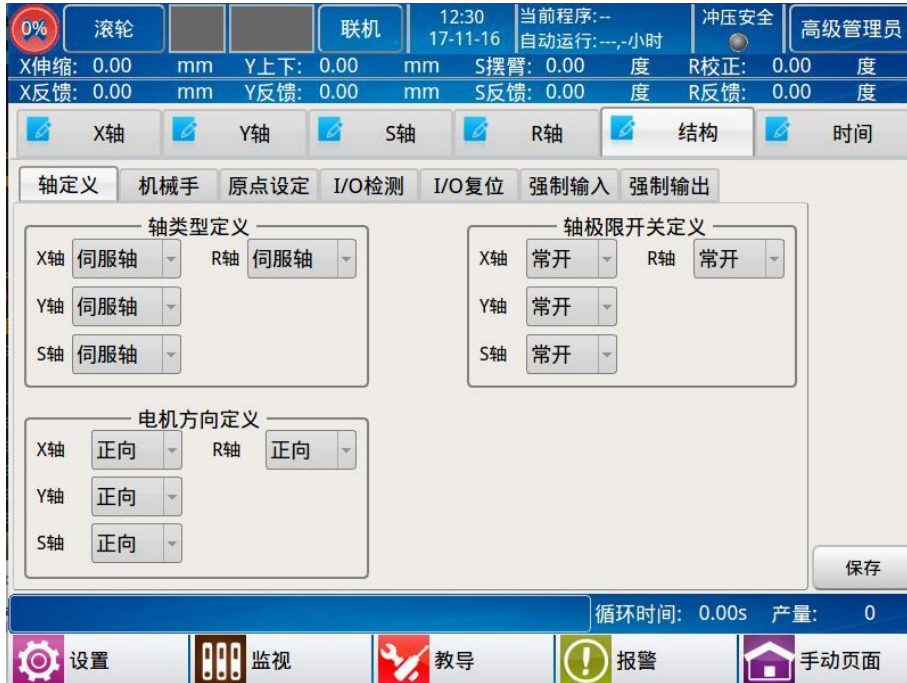 0% 滚轮 联机 12:30 当前程序:-- 冲压安全 高级管理员
17-11-16 自动运行:---,-小时
X伸缩: 0.00 mm Y上下: 0.00 mm S摆臂: 0.00 度 R校正: 0.00 度
X反馈: 0.00 mm Y反馈: 0.00 mm S反馈: 0.00 度 R反馈: 0.00 度
X轴 Y轴 S轴 R轴 结构 时间
轴定义 机械手 原点设定 I/O检测 I/O复位 强制输入 强制输出
轴类型定义 轴极限开关定义
X轴 伺服轴 R轴 伺服轴 X轴 常开 R轴 常开
Y轴 伺服轴 Y轴 常开
S轴 伺服轴 S轴 常开
电机方向定义
X轴 正向 R轴 正向
Y轴 正向
S轴 正向
保存
循环时间: 0.00s 产量: 0
设置 监视 教导 报警 手动页面